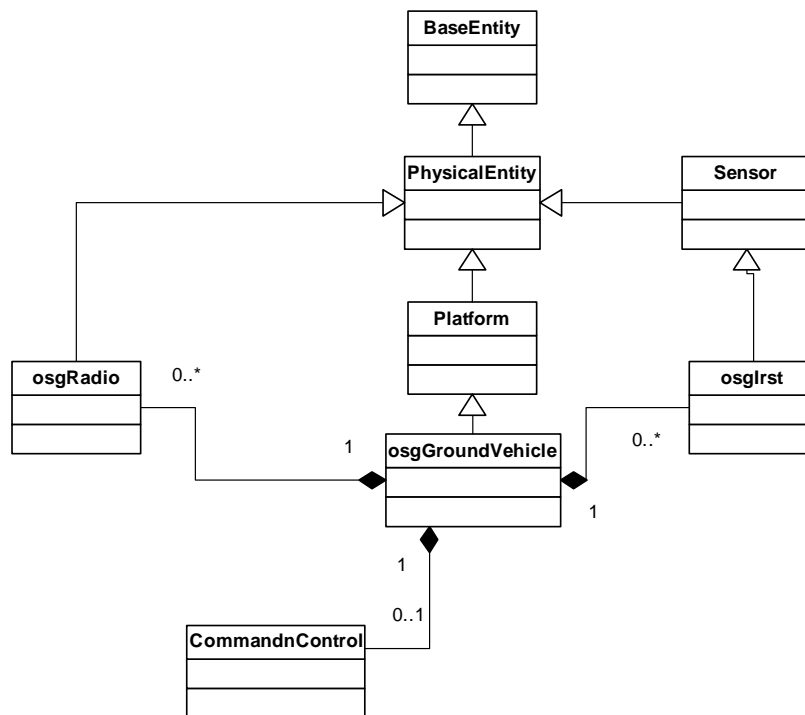 BaseEntity
PhysicalEntity
Sensor
Platform
osgRadio
0..*
osgIrst
osgGroundVehicle
0..*
1
1
1
0..1
CommandnControl